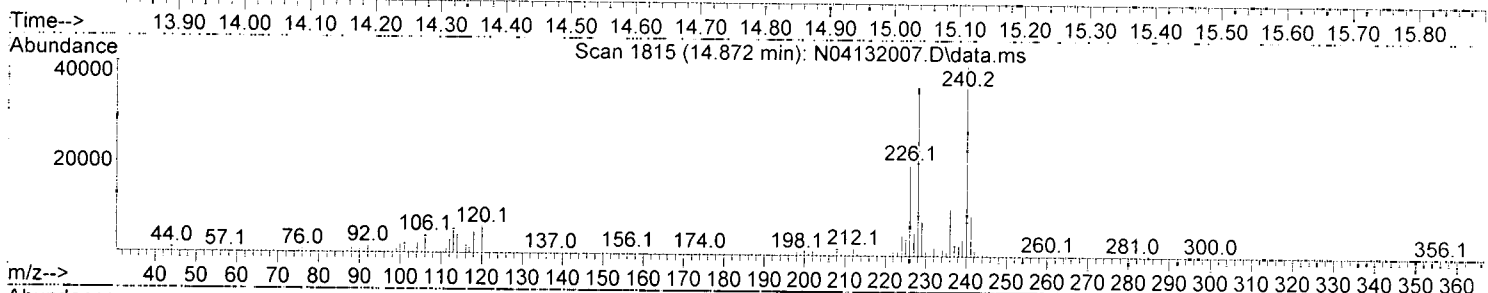 Time--> 13.90 14.00 14.10 14.20 14.30 14.40 14.50 14.60 14.70 14.80 14.90 15.00 15.10 15.20 15.30 15.40 15.50 15.60 15.70 15.80
Abundance
Scan 1815 (14.872 min): N04132007.D\data.ms
40000
240.2
20000
226.1
44.0 57.1 76.0 92.0 106.1 120.1 137.0 156.1 174.0 198.1 212.1 260.1 281.0 300.0 356.1
m/z--> 40 50 60 70 80 90 100 110 120 130 140 150 160 170 180 190 200 210 220 230 240 250 260 270 280 290 300 310 320 330 340 350 360